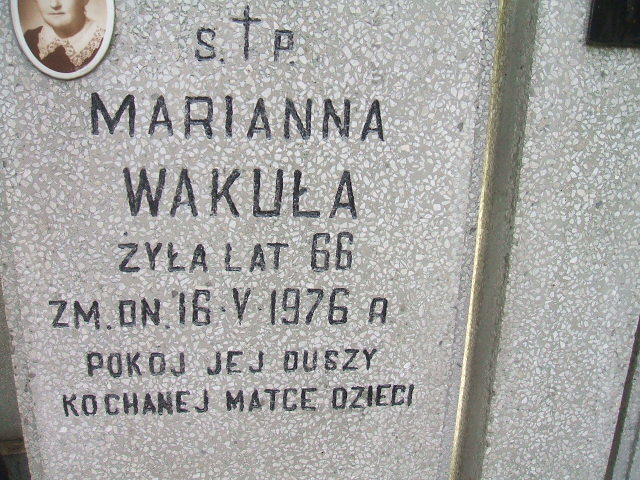 S.†P.
MARIANNA
WAKUŁA
ŻYŁA LAT 66
ZM. DN. 16·V·1976 R
POKÓJ JEJ DUSZY
KOCHANEJ MATCE DZIECI